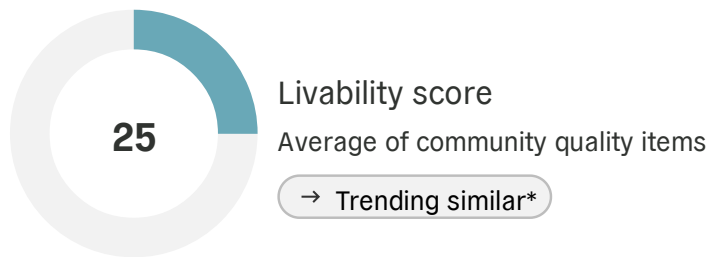 25
Livability score
Average of community quality items
→ Trending similar*